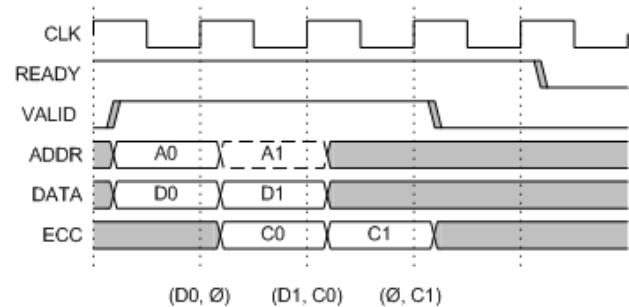 CLK
READY
VALID
ADDR A0 A1
DATA D0 D1
ECC C0 C1
(D0, Ø) (D1, C0) (Ø, C1)